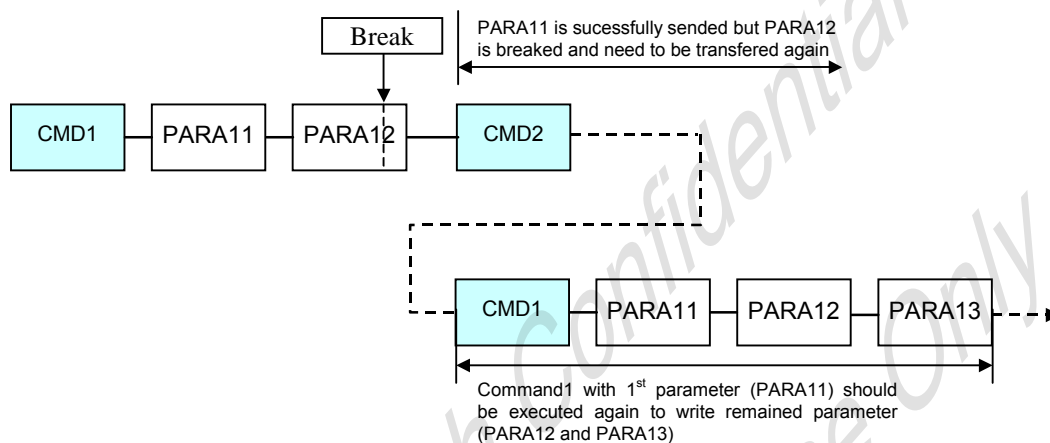 Break
PARA11 is sucessfully sended but PARA12
is breaked and need to be transfered again
CMD1
PARA11
PARA12
CMD2
CMD1
PARA11
PARA12
PARA13
Command1 with 1st parameter (PARA11) should
be executed again to write remained parameter
(PARA12 and PARA13)
Confidential
Only